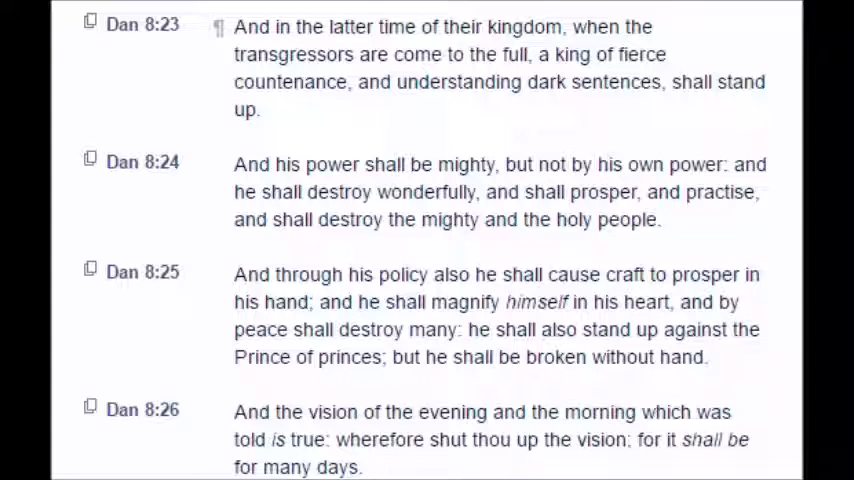 Dan 8:23 ¶ And in the latter time of their kingdom, when the
transgressors are come to the full, a king of fierce
countenance, and understanding dark sentences, shall stand
up.
Dan 8:24 And his power shall be mighty, but not by his own power: and
he shall destroy wonderfully, and shall prosper, and practise,
and shall destroy the mighty and the holy people.
Dan 8:25 And through his policy also he shall cause craft to prosper in
his hand; and he shall magnify himself in his heart, and by
peace shall destroy many: he shall also stand up against the
Prince of princes; but he shall be broken without hand.
Dan 8:26 And the vision of the evening and the morning which was
told is true: wherefore shut thou up the vision; for it shall be
for many days.